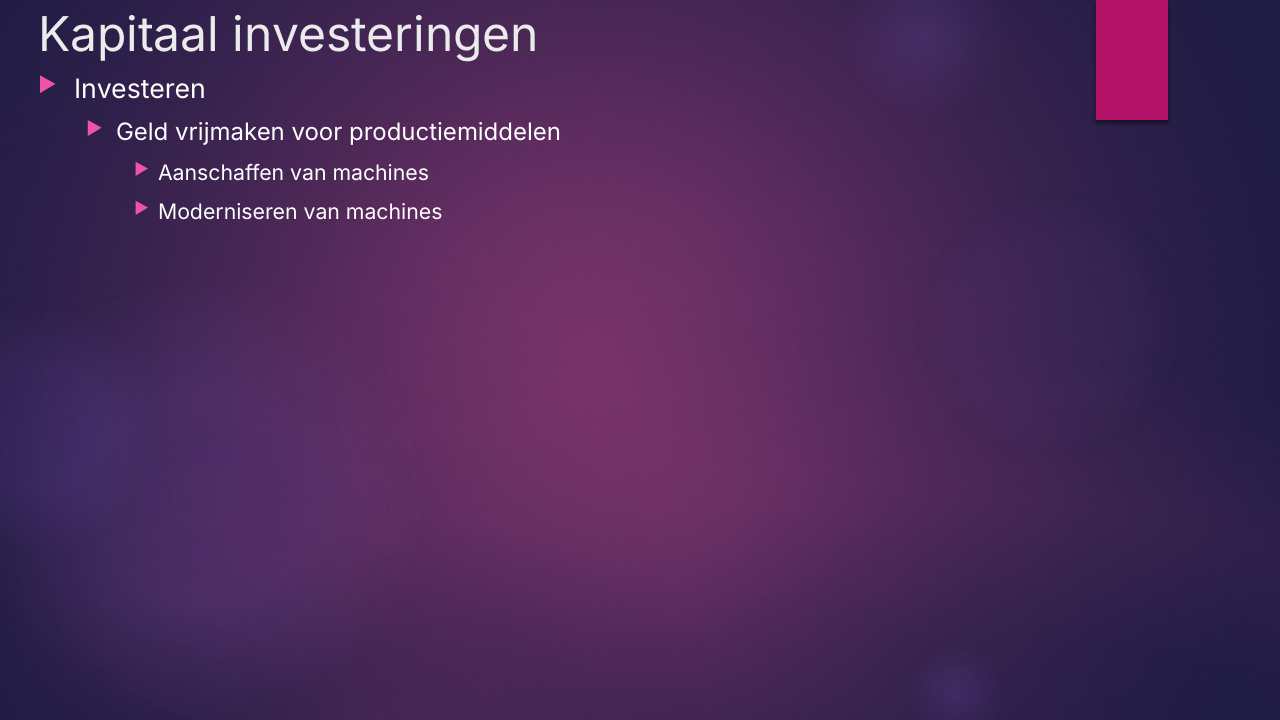 Kapitaal investeringen
Investeren
Geld vrijmaken voor productiemiddelen
Aanschaffen van machines
Moderniseren van machines